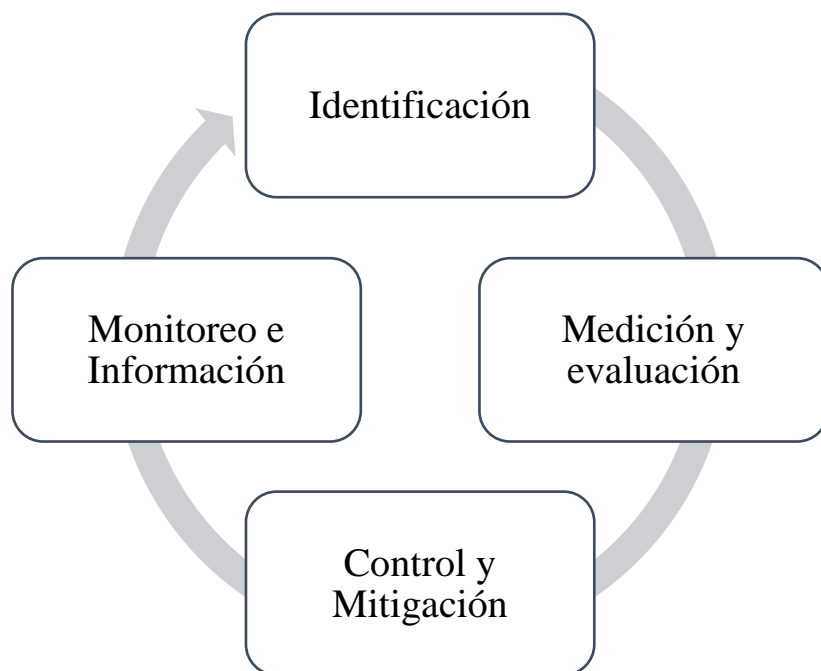 Identificación
Medición y
evaluación
Control y
Mitigación
Monitoreo e
Información